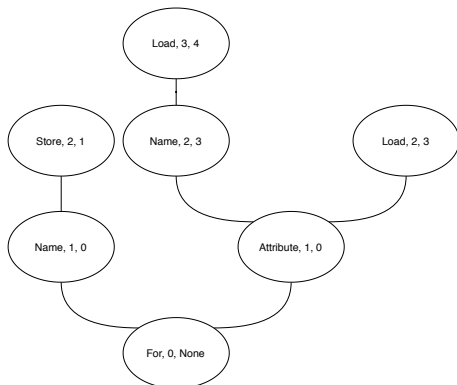 Load, 3, 4
Store, 2, 1
Name, 2, 3
Load, 2, 3
Name, 1, 0
Attribute, 1, 0
For, 0, None